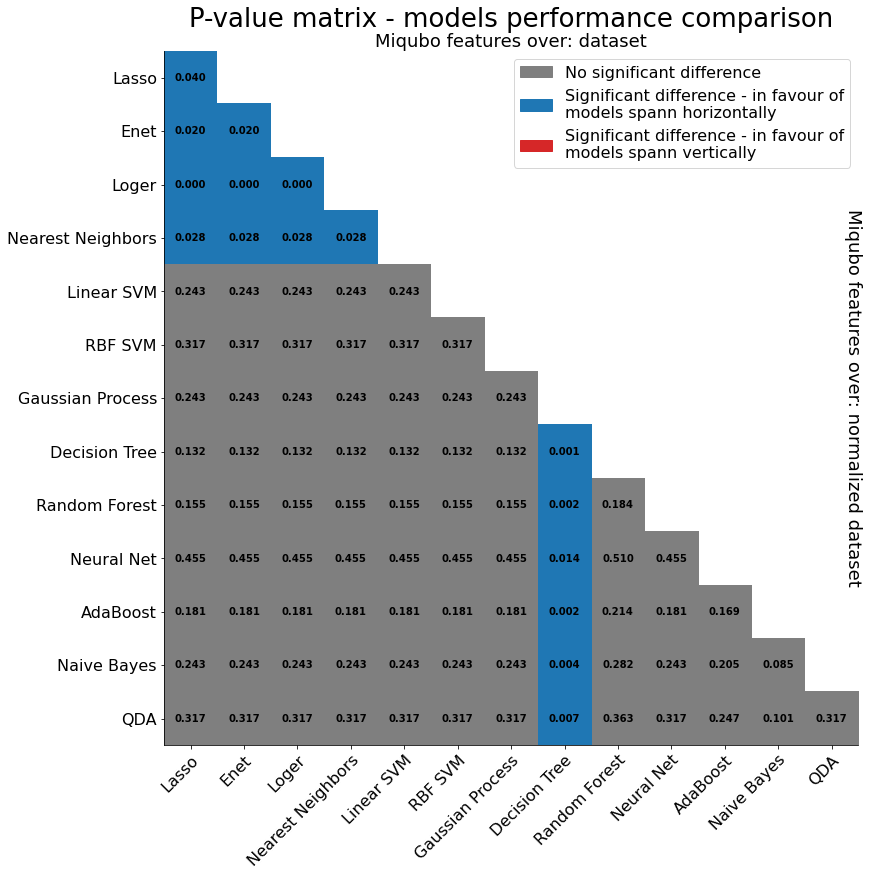 P-value matrix - models performance comparison
Miqubo features over: dataset
No significant difference
Significant difference - in favour of
models spann horizontally
Significant difference - in favour of
models spann vertically
Lasso 0.040
Enet 0.020 0.020
Loger 0.000 0.000 0.000
Nearest Neighbors 0.028 0.028 0.028 0.028
Linear SVM 0.243 0.243 0.243 0.243 0.243
RBF SVM 0.317 0.317 0.317 0.317 0.317 0.317
Gaussian Process 0.243 0.243 0.243 0.243 0.243 0.243 0.243
Decision Tree 0.132 0.132 0.132 0.132 0.132 0.132 0.132 0.001
Random Forest 0.155 0.155 0.155 0.155 0.155 0.155 0.155 0.002 0.184
Neural Net 0.455 0.455 0.455 0.455 0.455 0.455 0.455 0.014 0.510 0.455
AdaBoost 0.181 0.181 0.181 0.181 0.181 0.181 0.181 0.002 0.214 0.181 0.169
Naive Bayes 0.243 0.243 0.243 0.243 0.243 0.243 0.243 0.004 0.282 0.243 0.205 0.085
QDA 0.317 0.317 0.317 0.317 0.317 0.317 0.317 0.007 0.363 0.317 0.247 0.101 0.317
Miqubo features over: normalized dataset
Lasso
Enet
Loger
Nearest Neighbors
Linear SVM
RBF SVM
Gaussian Process
Decision Tree
Random Forest
Neural Net
AdaBoost
Naive Bayes
QDA